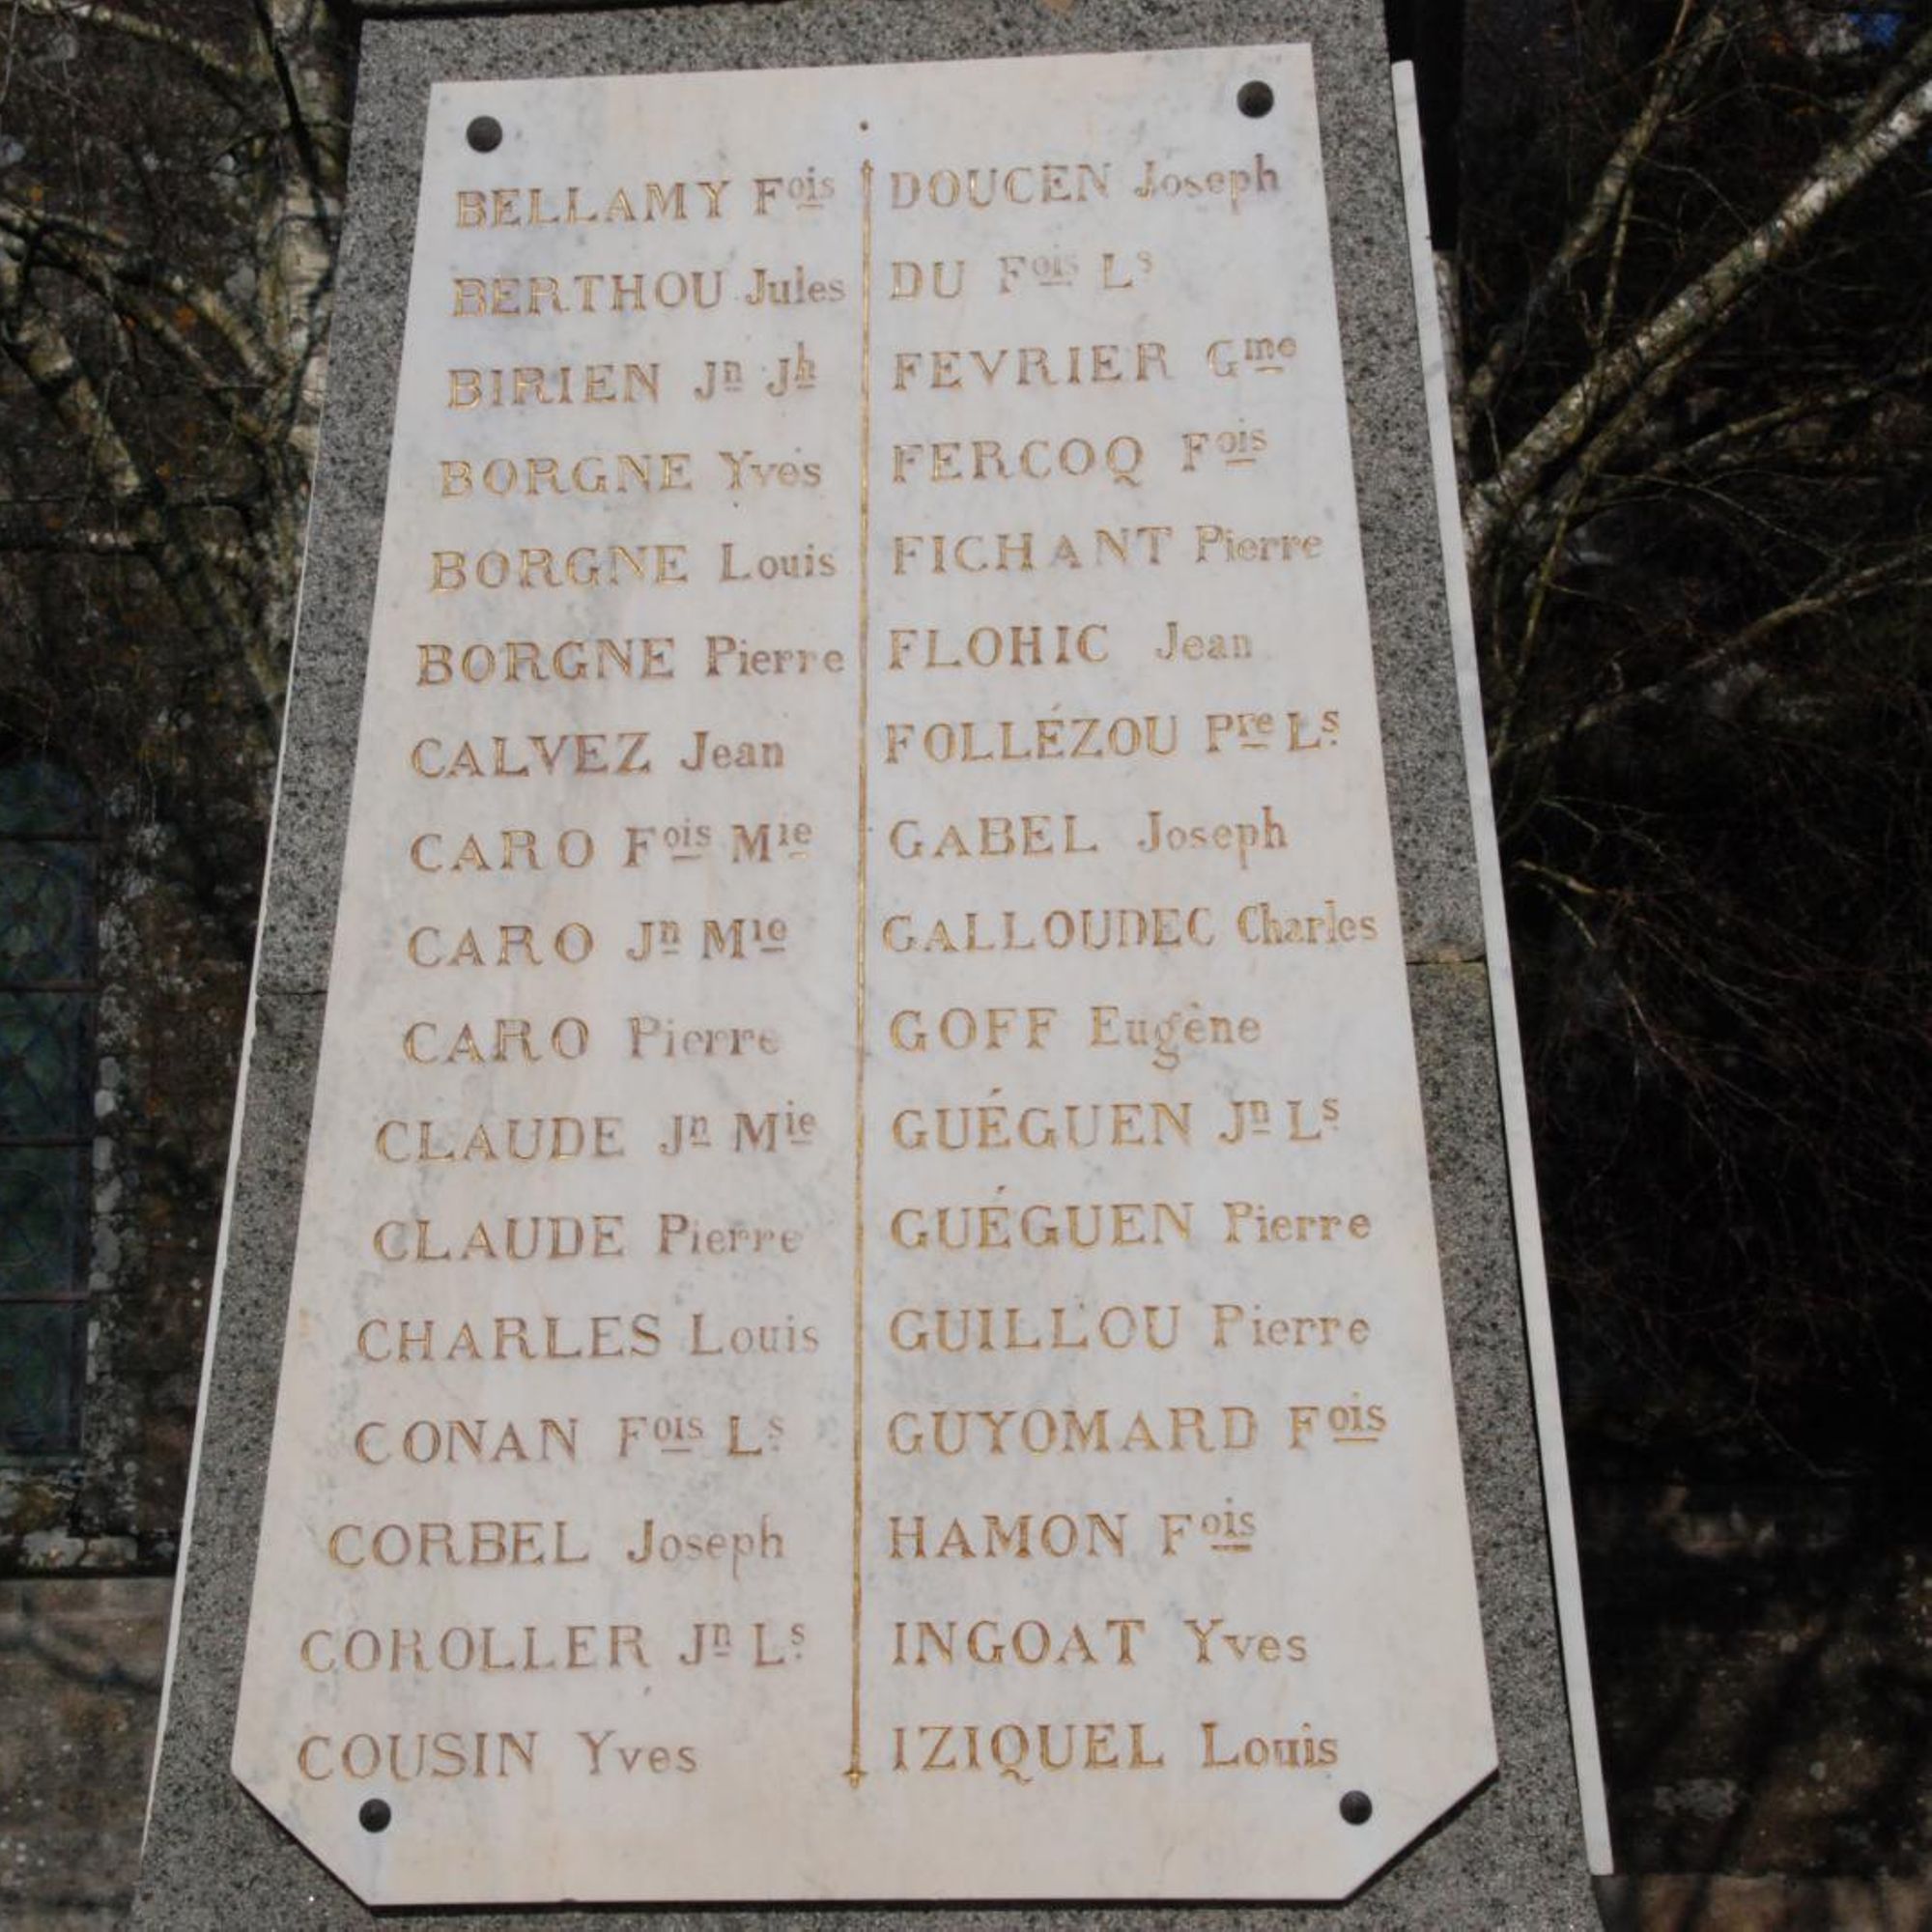 BELLAMY Fois
BERTHOU Jules
BIRIEN Jn Jh
BORGNE Yves
BORGNE Louis
BORGNE Pierre
CALVEZ Jean
CARO Fois Mie
CARO Jn Mie
CARO Pierre
CLAUDE Jn Mie
CLAUDE Pierre
CHARLES Louis
CONAN Fois Ls
CORBEL Joseph
COROLLER Jn Ls
COUSIN Yves
DOUCEN Joseph
DU Fois Ls
FEVRIER Gme
FERCOQ Fois
FICHANT Pierre
FLOHIC Jean
FOLLÉZOU Pre Ls
GABEL Joseph
GALLOUDEC Charles
GOFF Eugène
GUÉGUEN Jn Ls
GUÉGUEN Pierre
GUILLOU Pierre
GUYOMARD Fois
HAMON Fois
INGOAT Yves
IZIQUEL Louis